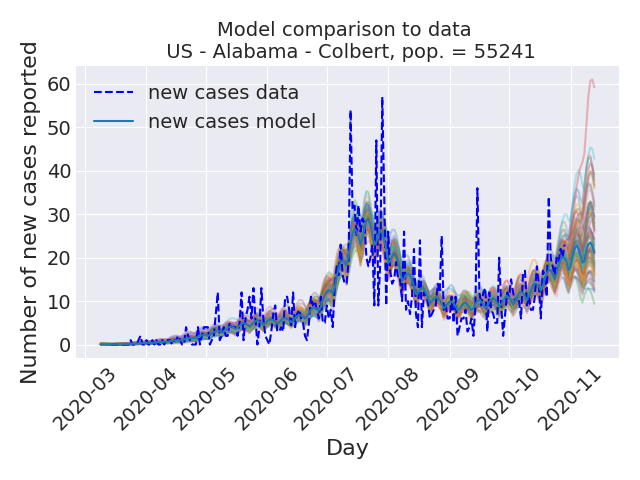 Model comparison to data
US - Alabama - Colbert, pop. = 55241
Number of new cases reported
60
50
40
30
20
10
0
new cases data
new cases model
2020-03
2020-04
2020-05
2020-06
2020-07
2020-08
2020-09
2020-10
2020-11
Day